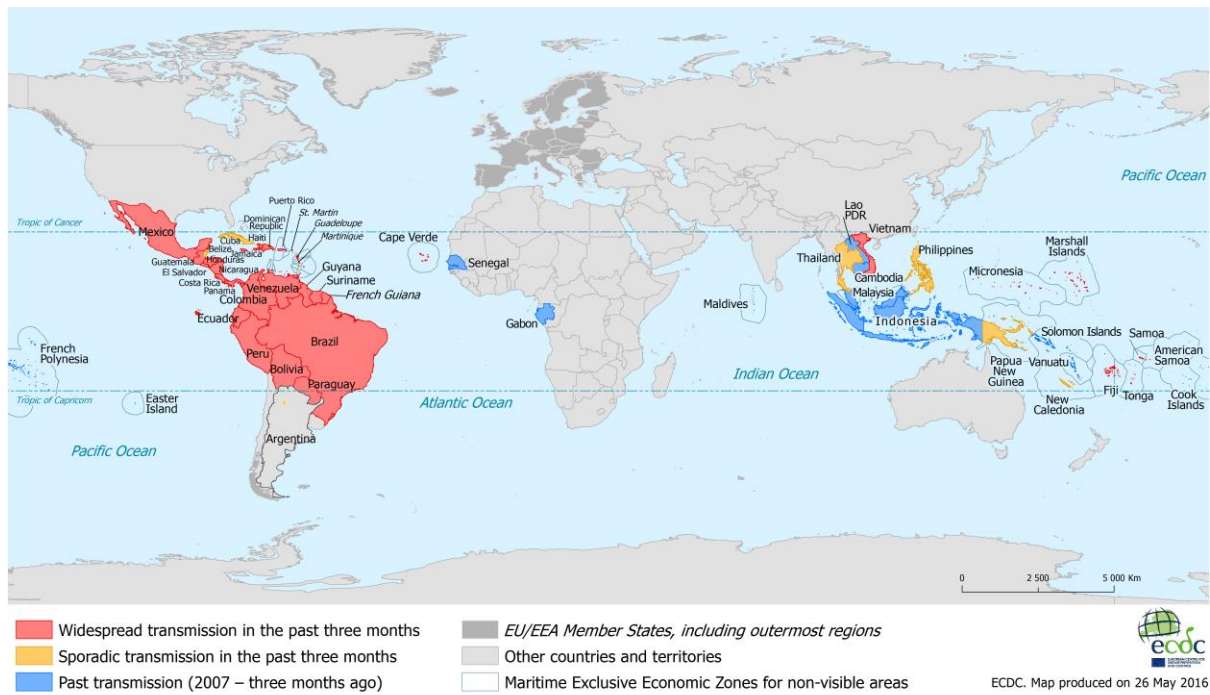 Pacific Ocean
Puerto Rico
St. Martin
Guadeloupe
Martinique
Dominican
Republic
Tropic of Cancer
Mexico
Cuba
Haiti
Belize
Jamaica
Guatemala
Honduras
El Salvador
Nicaragua
Costa Rica
Panama
Venezuela
Colombia
Guyana
Suriname
French Guiana
Ecuador
Brazil
Peru
Bolivia
Paraguay
Argentina
Cape Verde
Senegal
Gabon
Maldives
Lao
PDR
Vietnam
Thailand
Philippines
Cambodia
Malaysia
Indonesia
Micronesia
Marshall
Islands
Solomon Islands
Samoa
American
Samoa
Papua
New
Guinea
Vanuatu
New
Caledonia
Fiji
Tonga
Cook
Islands
French
Polynesia
Tropic of Capricorn
Easter
Island
Atlantic Ocean
Indian Ocean
Pacific Ocean
0 2 500 5 000 Km
Widespread transmission in the past three months
Sporadic transmission in the past three months
Past transmission (2007 – three months ago)
EU/EEA Member States, including outermost regions
Other countries and territories
Maritime Exclusive Economic Zones for non-visible areas
ecdc
EUROPEAN CENTRE FOR
DISEASE PREVENTION
AND CONTROL
ECDC. Map produced on 26 May 2016